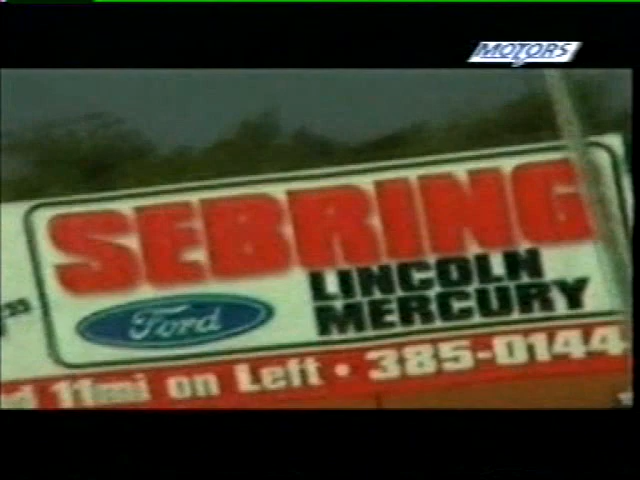 MOTORS
SEBRING
Ford
LINCOLN
MERCURY
11mi on Left • 385-0144